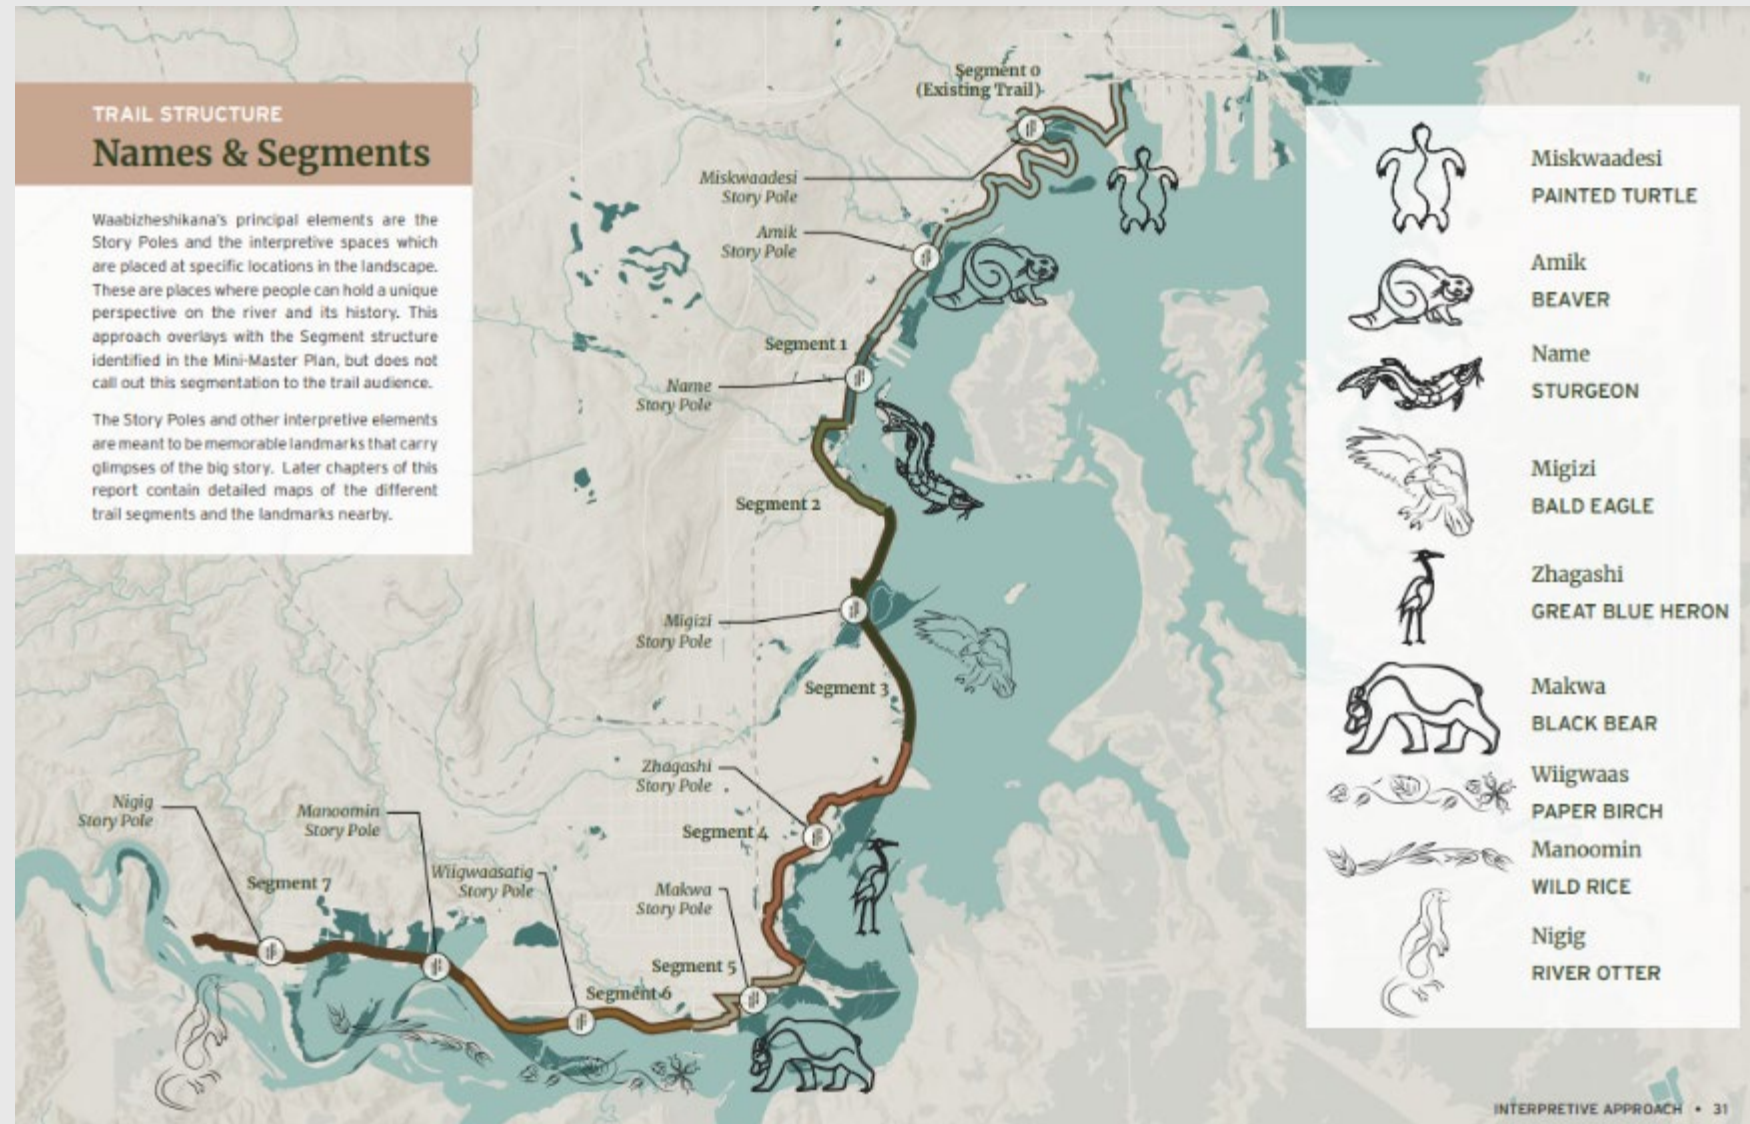 TRAIL STRUCTURE
Names & Segments
Waabizheshikana's principal elements are the
Story Poles and the interpretive spaces which
are placed at specific locations in the landscape.
These are places where people can hold a unique
perspective on the river and its history. This
approach overlays with the Segment structure
identified in the Mini-Master Plan, but does not
call out this segmentation to the trail audience.
The Story Poles and other interpretive elements
are meant to be memorable landmarks that carry
glimpses of the big story. Later chapters of this
report contain detailed maps of the different
trail segments and the landmarks nearby.
Segment 0
(Existing Trail)
Miskwaadesi
Story Pole
Amik
Story Pole
Segment 1
Name
Story Pole
Segment 2
Migizi
Story Pole
Segment 3
Zhagashi
Story Pole
Segment 4
Makwa
Story Pole
Segment 5
Segment 6
Wiigwaasatig
Story Pole
Manoomin
Story Pole
Nigig
Story Pole
Segment 7
Miskwaadesi
PAINTED TURTLE
Amik
BEAVER
Name
STURGEON
Migizi
BALD EAGLE
Zhagashi
GREAT BLUE HERON
Makwa
BLACK BEAR
Wiigwaas
PAPER BIRCH
Manoomin
WILD RICE
Nigig
RIVER OTTER
INTERPRETIVE APPROACH • 31